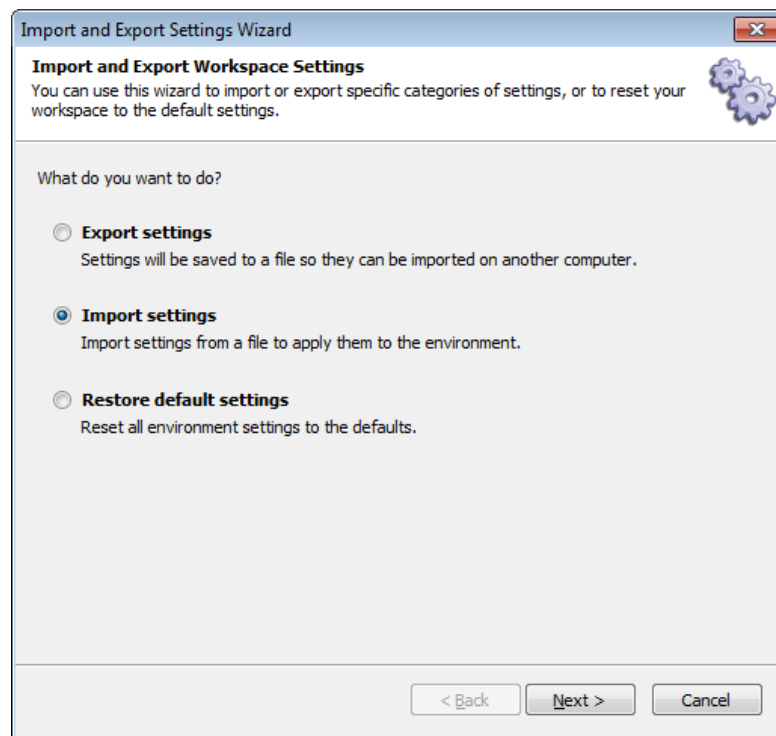 Import and Export Settings Wizard
Import and Export Workspace Settings
You can use this wizard to import or export specific categories of settings, or to reset your
workspace to the default settings.
What do you want to do?
Export settings
Settings will be saved to a file so they can be imported on another computer.
Import settings
Import settings from a file to apply them to the environment.
Restore default settings
Reset all environment settings to the defaults.
< Back Next > Cancel